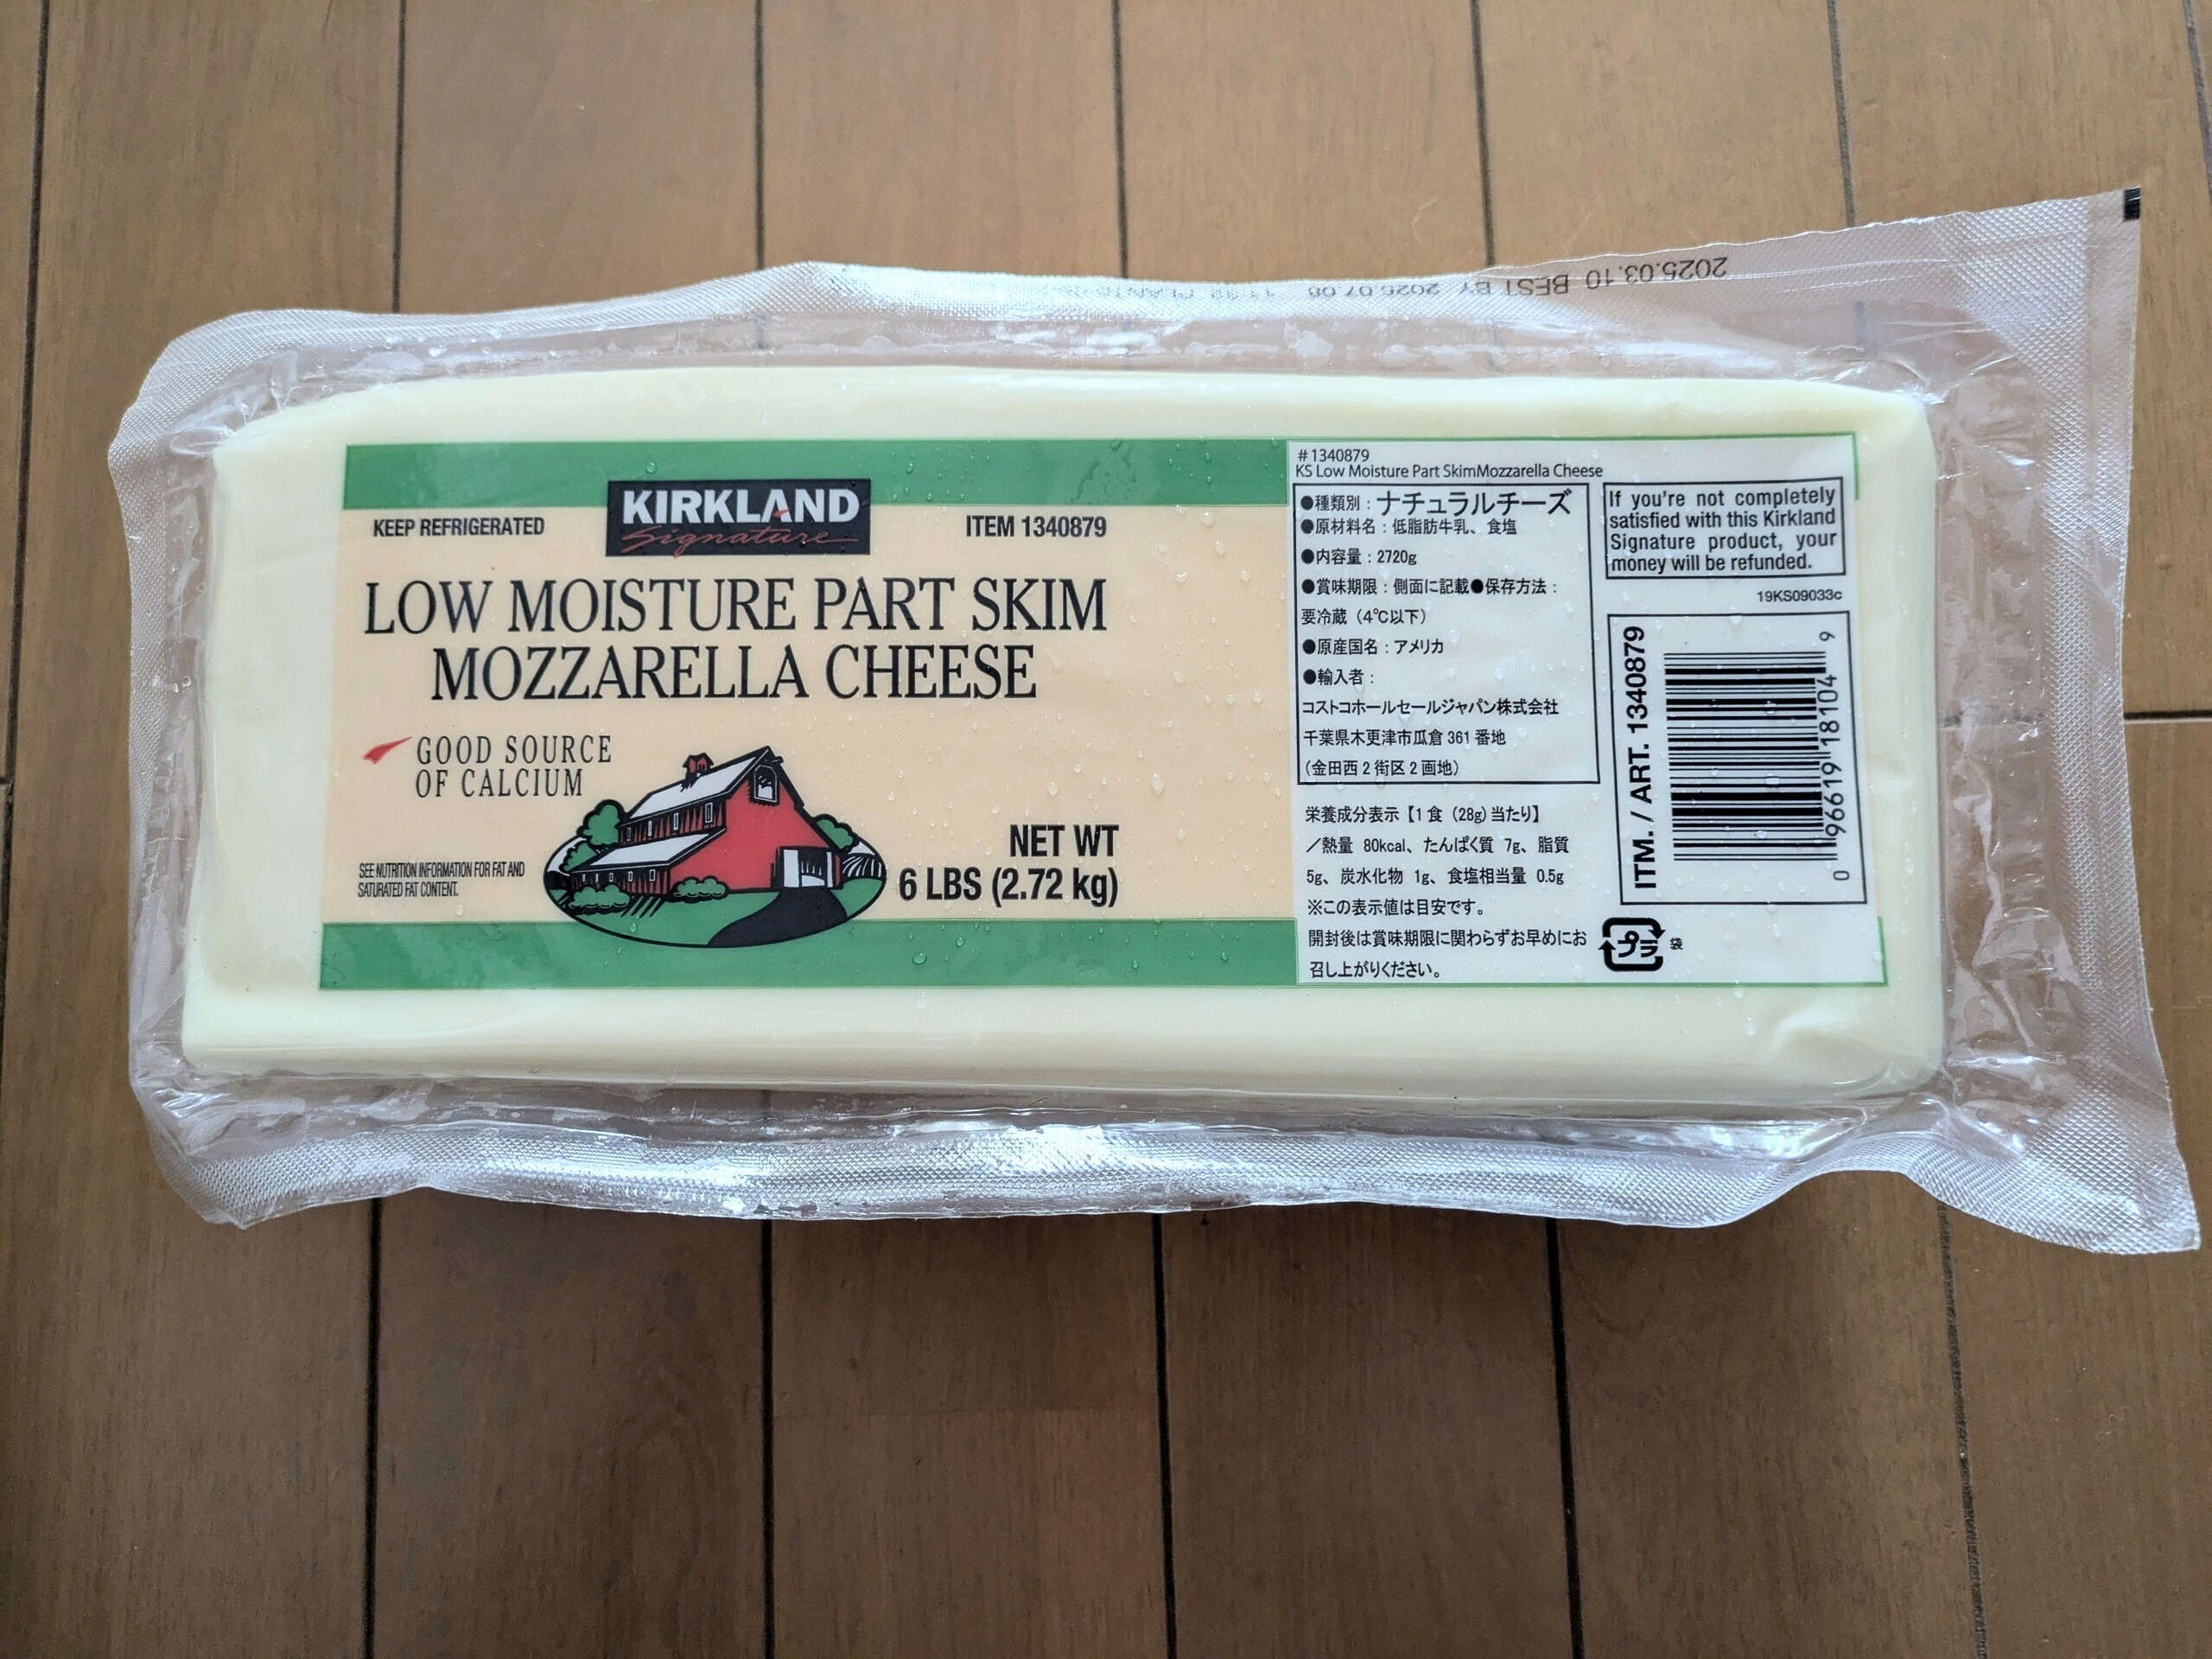 2025.03.10 BEST BY 2025.07.08
KEEP REFRIGERATED
KIRKLAND
Signature
ITEM 1340879
LOW MOISTURE PART SKIM
MOZZARELLA CHEESE
GOOD SOURCE
OF CALCIUM
SEE NUTRITION INFORMATION FOR FAT AND
SATURATED FAT CONTENT.
NET WT
6 LBS (2.72 kg)
#1340879
KS Low Moisture Part SkimMozzarella Cheese
●種類別：ナチュラルチーズ
●原材料名：低脂肪牛乳、食塩
●内容量：2720g
●賞味期限：側面に記載●保存方法：
要冷蔵（4℃以下）
●原産国名：アメリカ
●輸入者：
コストコホールセールジャパン株式会社
千葉県木更津市瓜倉 361 番地
（金田西 2 街区 2 画地）
栄養成分表示【1 食（28g）当たり】
／熱量 80kcal、たんぱく質 7g、脂質
5g、炭水化物 1g、食塩相当量 0.5g
※この表示値は目安です。
開封後は賞味期限に関わらずお早めにお
召し上がりください。
プラ 袋
If you're not completely
satisfied with this Kirkland
Signature product, your
money will be refunded.
19KS09033c
ITM. / ART. 1340879
0 96619 18104 9